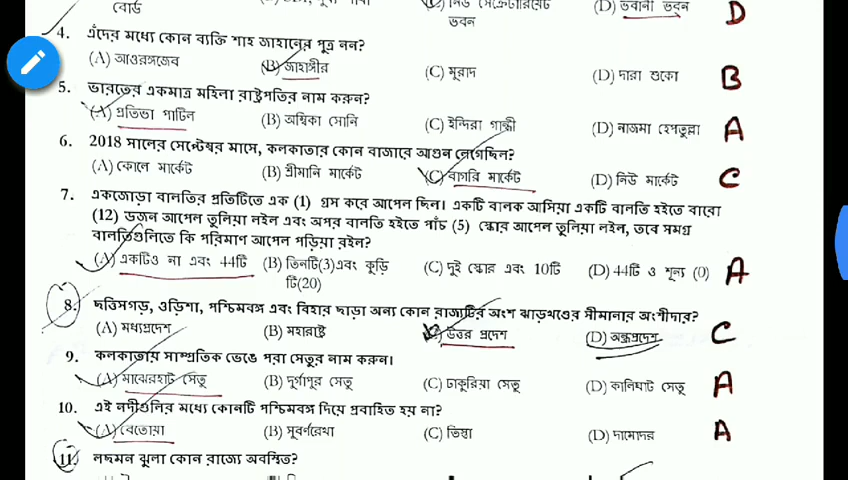 বোর্ড
ভবন
(D) ভবানী ভবন
D
4. এঁদের মধ্যে কোন ব্যক্তি শাহ জাহানের পুত্র নন?
(A) আওরঙ্গজেব (B) জাহাঙ্গীর (C) মুরাদ (D) দারা শুকো B
5. ভারতের একমাত্র মহিলা রাষ্ট্রপতির নাম করুন?
(A) প্রতিভা পাটিল (B) অম্বিকা সোনি (C) ইন্দিরা গান্ধী (D) নাজমা হেপতুল্লা A
6. 2018 সালের সেপ্টেম্বর মাসে, কলকাতার কোন বাজারে আগুন লেগেছিল?
(A) কোলে মার্কেট (B) শ্রীমানি মার্কেট (C) বাগরি মার্কেট (D) নিউ মার্কেট C
7. একজোড়া বালতির প্রতিটিতে এক (1) গ্রস করে আপেল ছিল। একটি বালক আসিয়া একটি বালতি হইতে বারো
(12) ডজন আপেল তুলিয়া লইল এবং অপর বালতি হইতে পাঁচ (5) স্কোর আপেল তুলিয়া লইল, তবে সমগ্র
বালতিগুলিতে কি পরিমাণ আপেল পড়িয়া রইল?
(A) একটিও না এবং 44টি (B) তিনটি(3)এবং কুড়ি (C) দুই স্কোর এবং 10টি (D) 44টি ও শূন্য (0) A
টি(20)
8. ছত্তিসগড়, ওড়িশা, পশ্চিমবঙ্গ এবং বিহার ছাড়া অন্য কোন রাজ্যটির অংশ ঝাড়খণ্ডের সীমানার অংশীদার?
(A) মধ্যপ্রদেশ (B) মহারাষ্ট্র (C) উত্তর প্রদেশ (D) অন্ধ্রপ্রদেশ C
9. কলকাতায় সাম্প্রতিক ভেঙে পরা সেতুর নাম করুন।
(A) মাঝেরহাট সেতু (B) দুর্গাপুর সেতু (C) ঢাকুরিয়া সেতু (D) কালিঘাট সেতু A
10. এই নদীগুলির মধ্যে কোনটি পশ্চিমবঙ্গ দিয়ে প্রবাহিত হয় না?
(A) বেতোয়া (B) সুবর্ণরেখা (C) তিস্তা (D) দামোদর A
11. লছমন ঝুলা কোন রাজ্যে অবস্থিত?